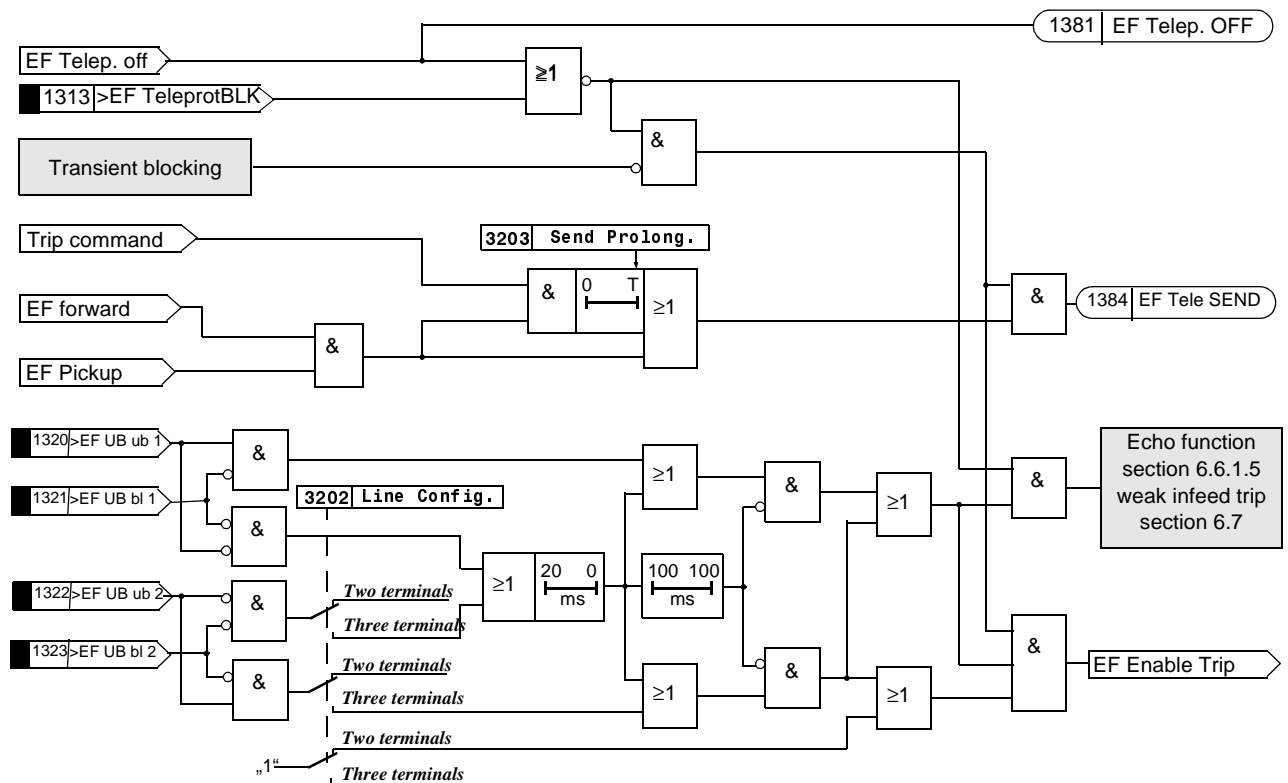 1381 EF Telep. OFF
EF Telep. off
≧1
1313 >EF TeleprotBLK
&
Transient blocking
Trip command
3203 Send Prolong.
& 0 T ≥1
&
1384 EF Tele SEND
EF forward
&
EF Pickup
1320 >EF UB ub 1
&
≥1
&
≥1
&
Echo function
section 6.6.1.5
weak infeed trip
section 6.7
1321 >EF UB bl 1
3202 Line Config.
&
≥1
20 0
ms
100 100
ms
1322 >EF UB ub 2
&
Two terminals
Three terminals
1323 >EF UB bl 2
&
Two terminals
Three terminals
≥1
&
≥1
&
EF Enable Trip
Two terminals
„1“
Three terminals